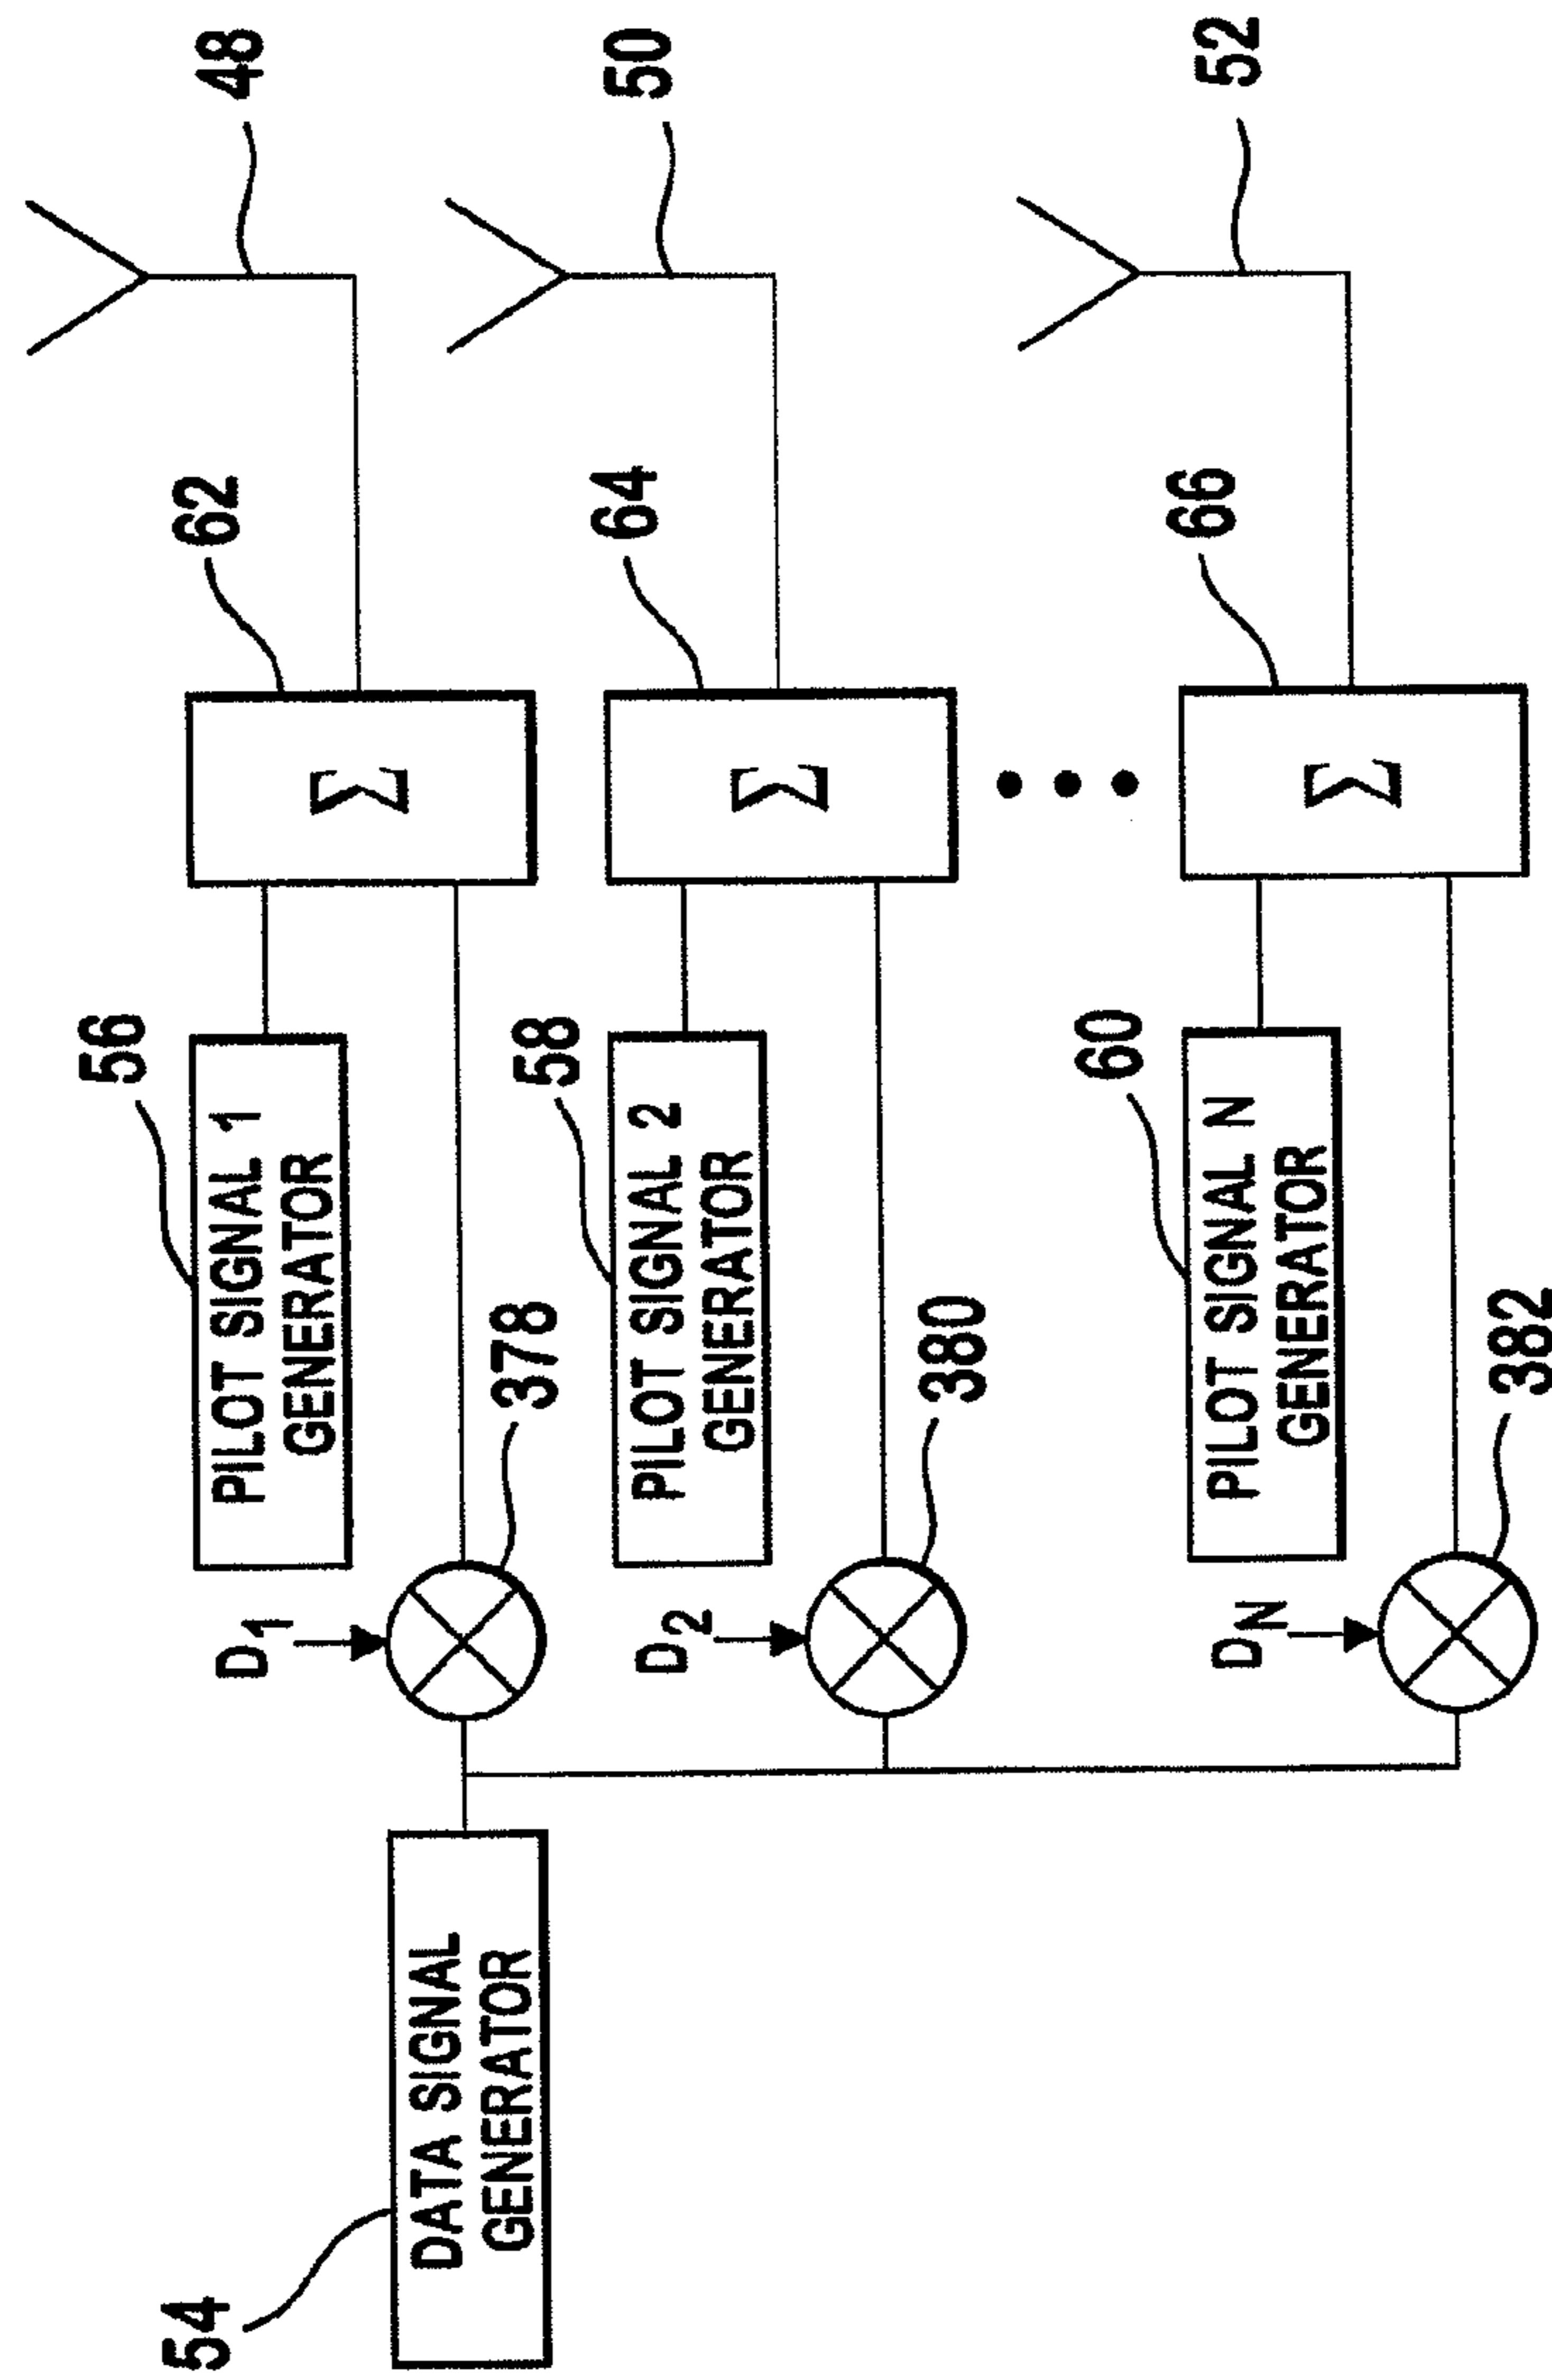 54
DATA SIGNAL
GENERATOR
D1
378
PILOT SIGNAL 1
GENERATOR
56
Σ
62
48
D2
380
PILOT SIGNAL 2
GENERATOR
58
Σ
64
50
DN
382
PILOT SIGNAL N
GENERATOR
60
Σ
66
52